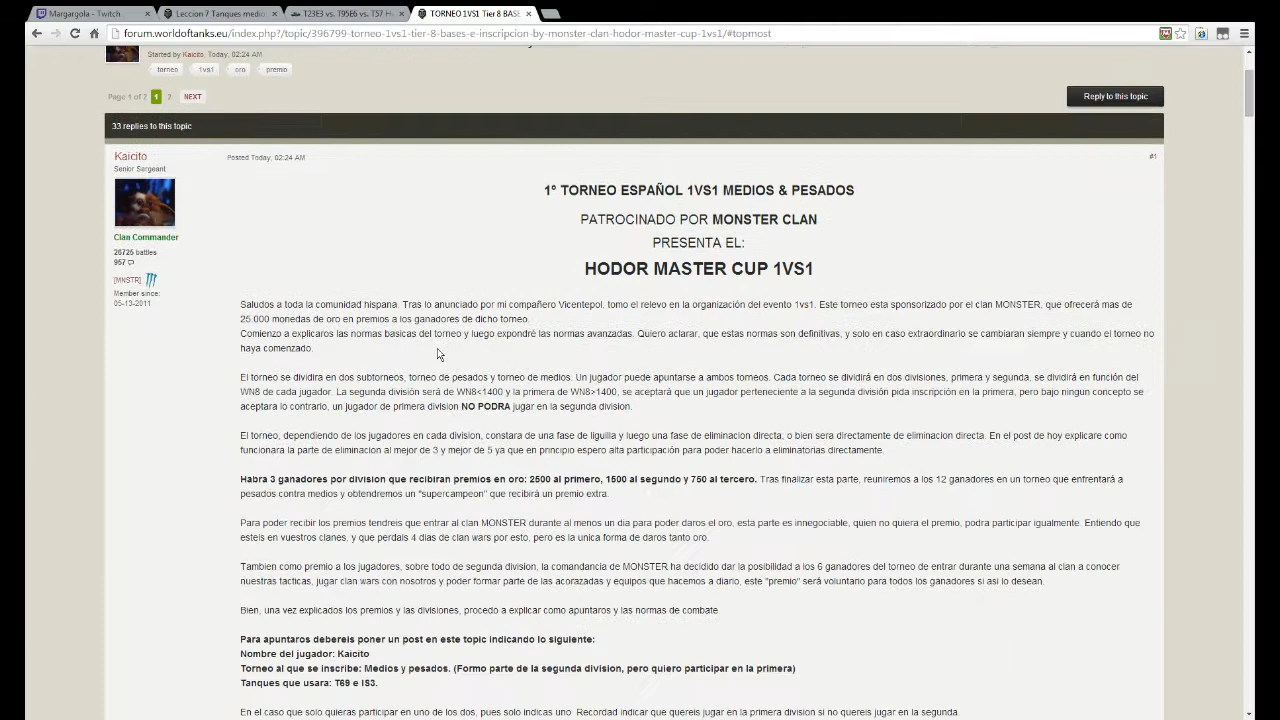 Margargola - Twitch
Leccion 7 Tanques medio
T23E3 vs. T95E6 vs. T57 H
TORNEO 1VS1 Tier 8 BASE
forum.worldoftanks.eu/index.php?/topic/396799-torneo-1vs1-tier-8-bases-e-inscripcion-by-monster-clan-hodor-master-cup-1vs1/#topmost
Started by Kaicito, Today, 02:24 AM
torneo 1vs1 oro premio
Page 1 of 2 1 2 NEXT
Reply to this topic
33 replies to this topic
Kaicito
Senior Sergeant
Clan Commander
26725 battles
957
[MNSTR]
Member since:
05-13-2011
Posted Today, 02:24 AM
#1
1º TORNEO ESPAÑOL 1VS1 MEDIOS & PESADOS
PATROCINADO POR MONSTER CLAN
PRESENTA EL:
HODOR MASTER CUP 1VS1
Saludos a toda la comunidad hispana. Tras lo anunciado por mi compañero Vicentepol, tomo el relevo en la organización del evento 1vs1. Este torneo esta sponsorizado por el clan MONSTER, que ofrecerá mas de
25.000 monedas de oro en premios a los ganadores de dicho torneo.
Comienzo a explicaros las normas basicas del torneo y luego expondré las normas avanzadas. Quiero aclarar, que estas normas son definitivas, y solo en caso extraordinario se cambiaran siempre y cuando el torneo no
haya comenzado.
El torneo se dividira en dos subtorneos, torneo de pesados y torneo de medios. Un jugador puede apuntarse a ambos torneos. Cada torneo se dividirá en dos divisiones, primera y segunda, se dividirá en función del
WN8 de cada jugador. La segunda división será de WN8<1400 y la primera de WN8>1400, se aceptará que un jugador perteneciente a la segunda división pida inscripción en la primera, pero bajo ningun concepto se
aceptara lo contrario, un jugador de primera division NO PODRA jugar en la segunda division.
El torneo, dependiendo de los jugadores en cada división, constara de una fase de liguilla y luego una fase de eliminacion directa, o bien sera directamente de eliminacion directa. En el post de hoy explicare como
funcionara la parte de eliminacion al mejor de 3 y mejor de 5 ya que en principio espero alta participación para poder hacerlo a eliminatorias directamente.
Habra 3 ganadores por division que recibiran premios en oro: 2500 al primero, 1500 al segundo y 750 al tercero. Tras finalizar esta parte, reuniremos a los 12 ganadores en un torneo que enfrentará a
pesados contra medios y obtendremos un "supercampeon" que recibirá un premio extra.
Para poder recibir los premios tendreis que entrar al clan MONSTER durante al menos un dia para poder daros el oro, esta parte es innegociable, quien no quiera el premio, podra participar igualmente. Entiendo que
esteis en vuestros clanes, y que perdais 4 dias de clan wars por esto, pero es la unica forma de daros tanto oro.
Tambien como premio a los jugadores, sobre todo de segunda división, la comandancia de MONSTER ha decidido dar la posibilidad a los 6 ganadores del torneo de entrar durante una semana al clan a conocer
nuestras tacticas, jugar clan wars con nosotros y poder formar parte de las acorazadas y equipos que hacemos a diario, este "premio" será voluntario para todos los ganadores si asi lo desean.
Bien, una vez explicados los premios y las divisiones, procedo a explicar como apuntaros y las normas de combate.
Para apuntaros debereis poner un post en este topic indicando lo siguiente:
Nombre del jugador: Kaicito
Torneo al que se inscribe: Medios y pesados. (Formo parte de la segunda division, pero quiero participar en la primera)
Tanques que usara: T69 e IS3.
En el caso que solo quieras participar en uno de los dos, pues solo indicas uno. Recordad indicar que quereis jugar en la primera division si no quereis jugar en la segunda.